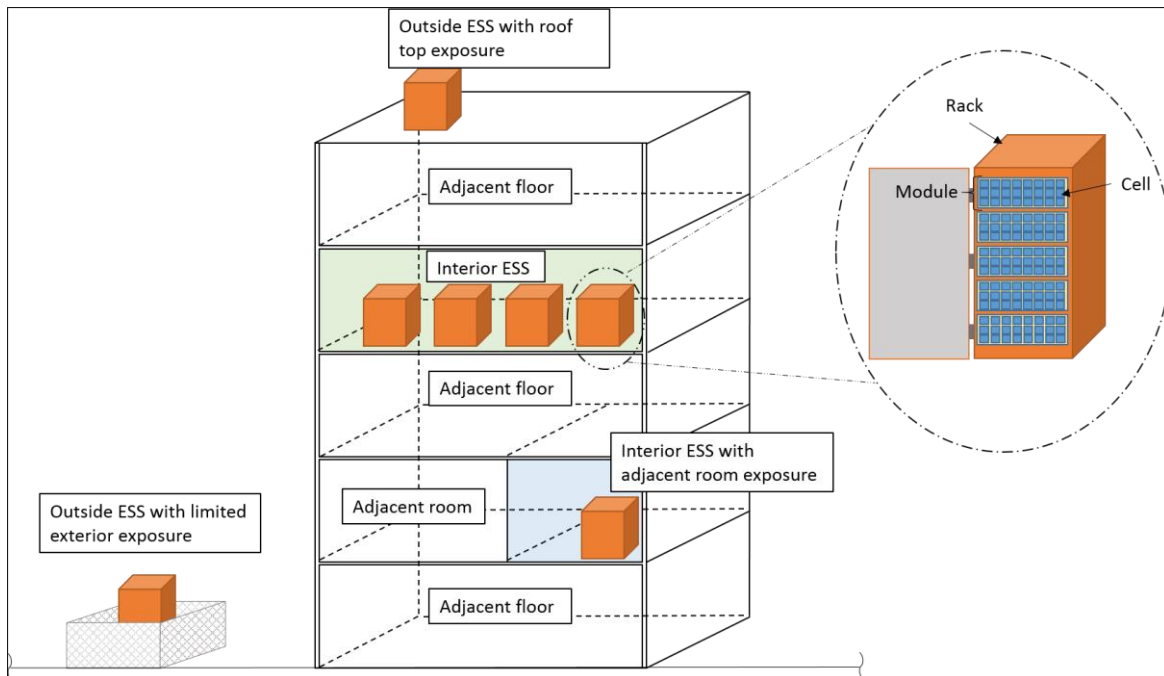 Outside ESS with roof
top exposure
Rack
Adjacent floor
Module
Cell
Interior ESS
Adjacent floor
Interior ESS with
adjacent room exposure
Adjacent room
Outside ESS with limited
exterior exposure
Adjacent floor